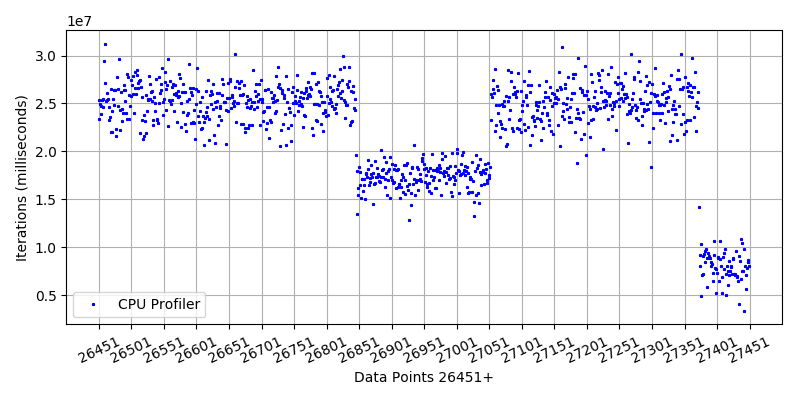 1e7
3.0
2.5
2.0
1.5
1.0
0.5
Iterations (milliseconds)
CPU Profiler
26451 26501 26551 26601 26651 26701 26751 26801 26851 26901 26951 27001 27051 27101 27151 27201 27251 27301 27351 27401 27451
Data Points 26451+